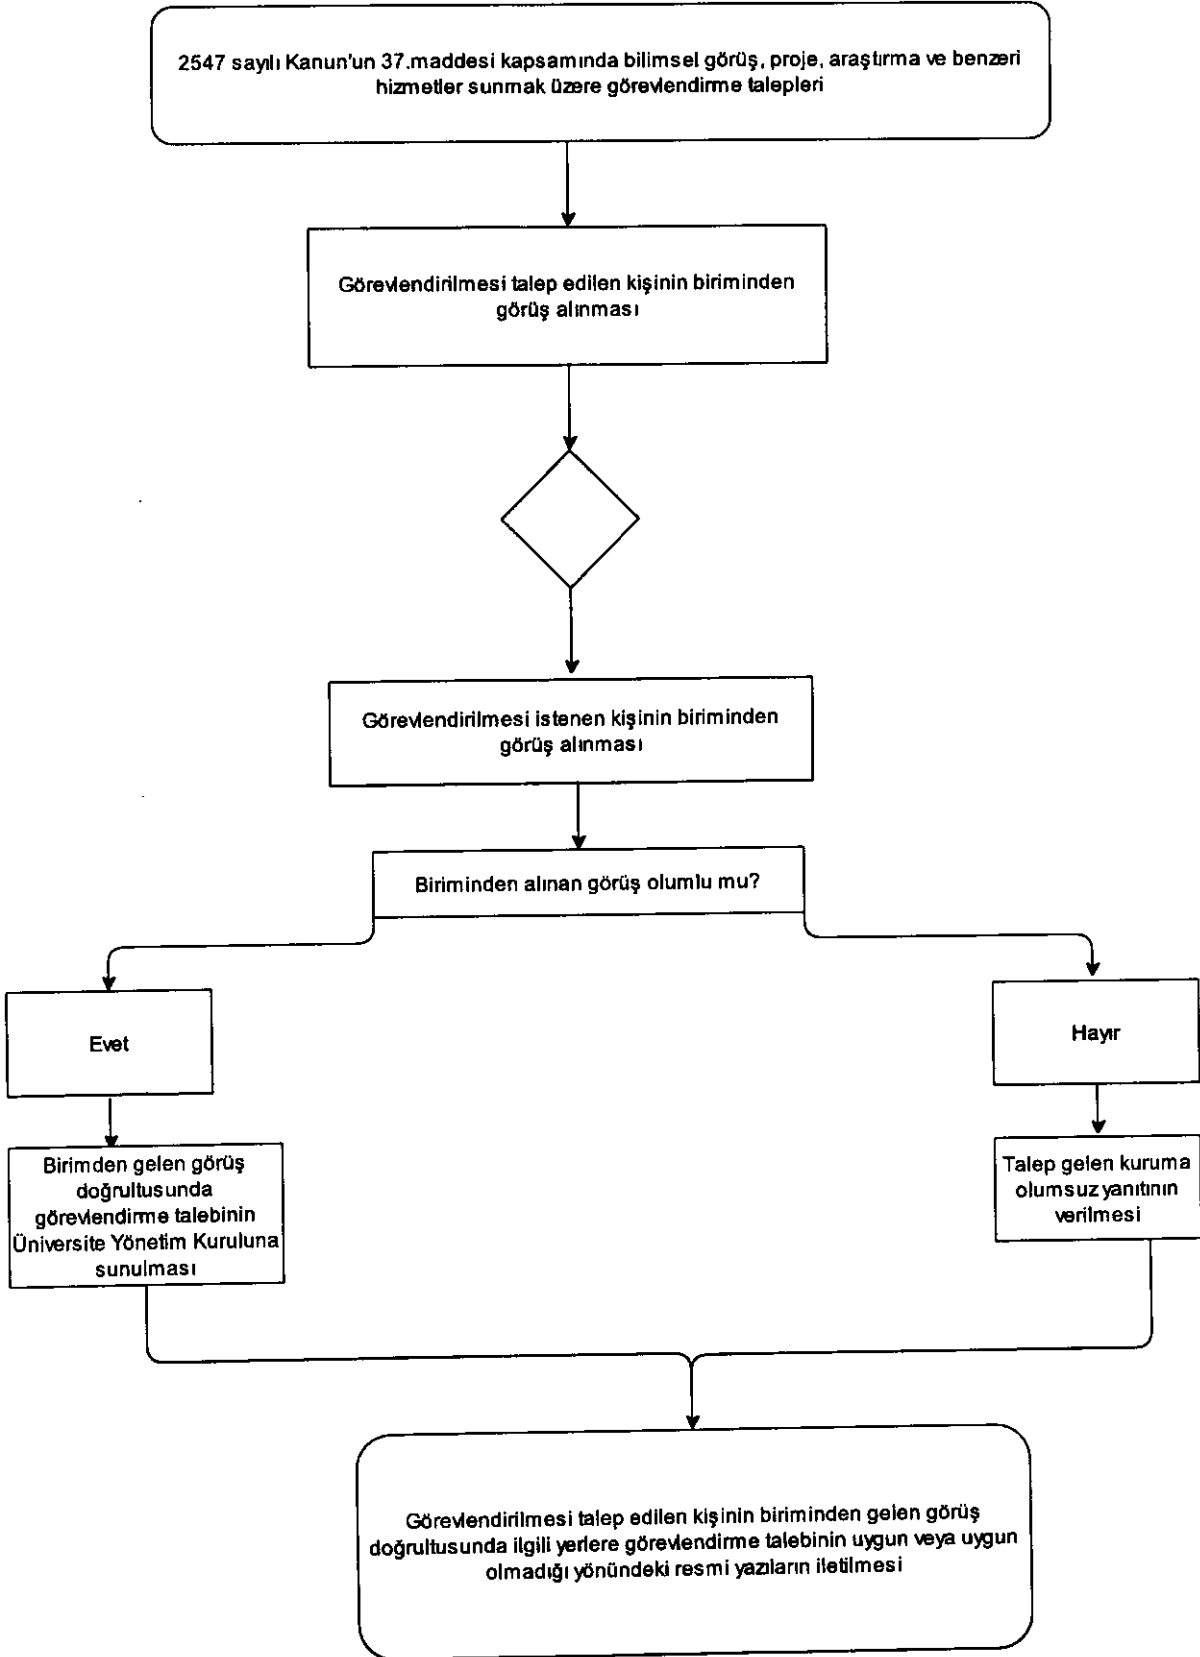 2547 sayılı Kanun'un 37.maddesi kapsamında bilimsel görüş, proje, araştırma ve benzeri
hizmetler sunmak üzere görevlendirme talepleri
Görevlendirilmesi talep edilen kişinin biriminden
görüş alınması
Görevlendirilmesi istenen kişinin biriminden
görüş alınması
Biriminden alınan görüş olumlu mu?
Evet
Hayır
Birimden gelen görüş
doğrultusunda
görevlendirme talebinin
Üniversite Yönetim Kuruluna
sunulması
Talep gelen kuruma
olumsuz yanıtının
verilmesi
Görevlendirilmesi talep edilen kişinin biriminden gelen görüş
doğrultusunda ilgili yerlere görevlendirme talebinin uygun veya uygun
olmadığı yönündeki resmi yazıların iletilmesi